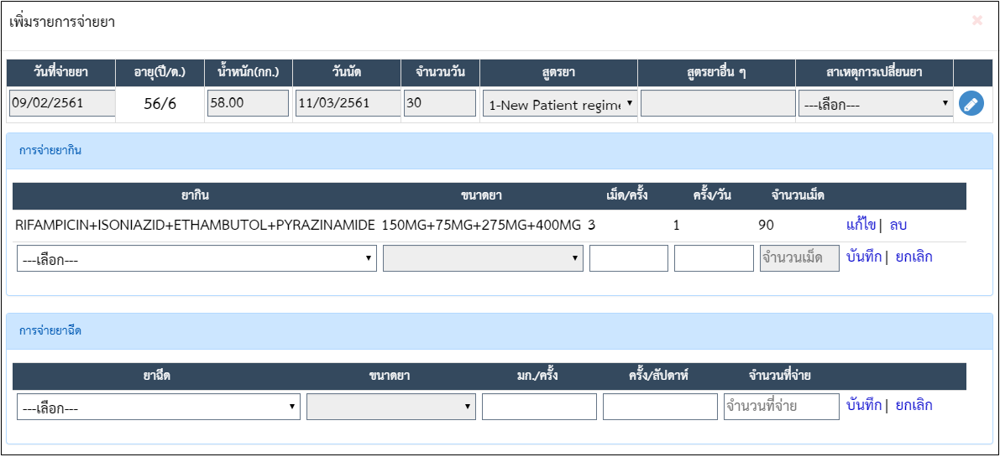 เพิ่มรายการจ่ายยา
วันที่จ่ายยา อายุ(ปี/ด.) น้ำหนัก(กก.) วันนัด จำนวนวัน สูตรยา สูตรยาอื่น ๆ สาเหตุการเปลี่ยนยา
09/02/2561 56/6 58.00 11/03/2561 30 1-New Patient regime ---เลือก---
การจ่ายยากิน
ยากิน ขนาดยา เม็ด/ครั้ง ครั้ง/วัน จำนวนเม็ด
RIFAMPICIN+ISONIAZID+ETHAMBUTOL+PYRAZINAMIDE 150MG+75MG+275MG+400MG 3 1 90 แก้ไข | ลบ
---เลือก--- จำนวนเม็ด บันทึก | ยกเลิก
การจ่ายยาฉีด
ยาฉีด ขนาดยา มก./ครั้ง ครั้ง/สัปดาห์ จำนวนที่จ่าย
---เลือก--- จำนวนที่จ่าย บันทึก | ยกเลิก